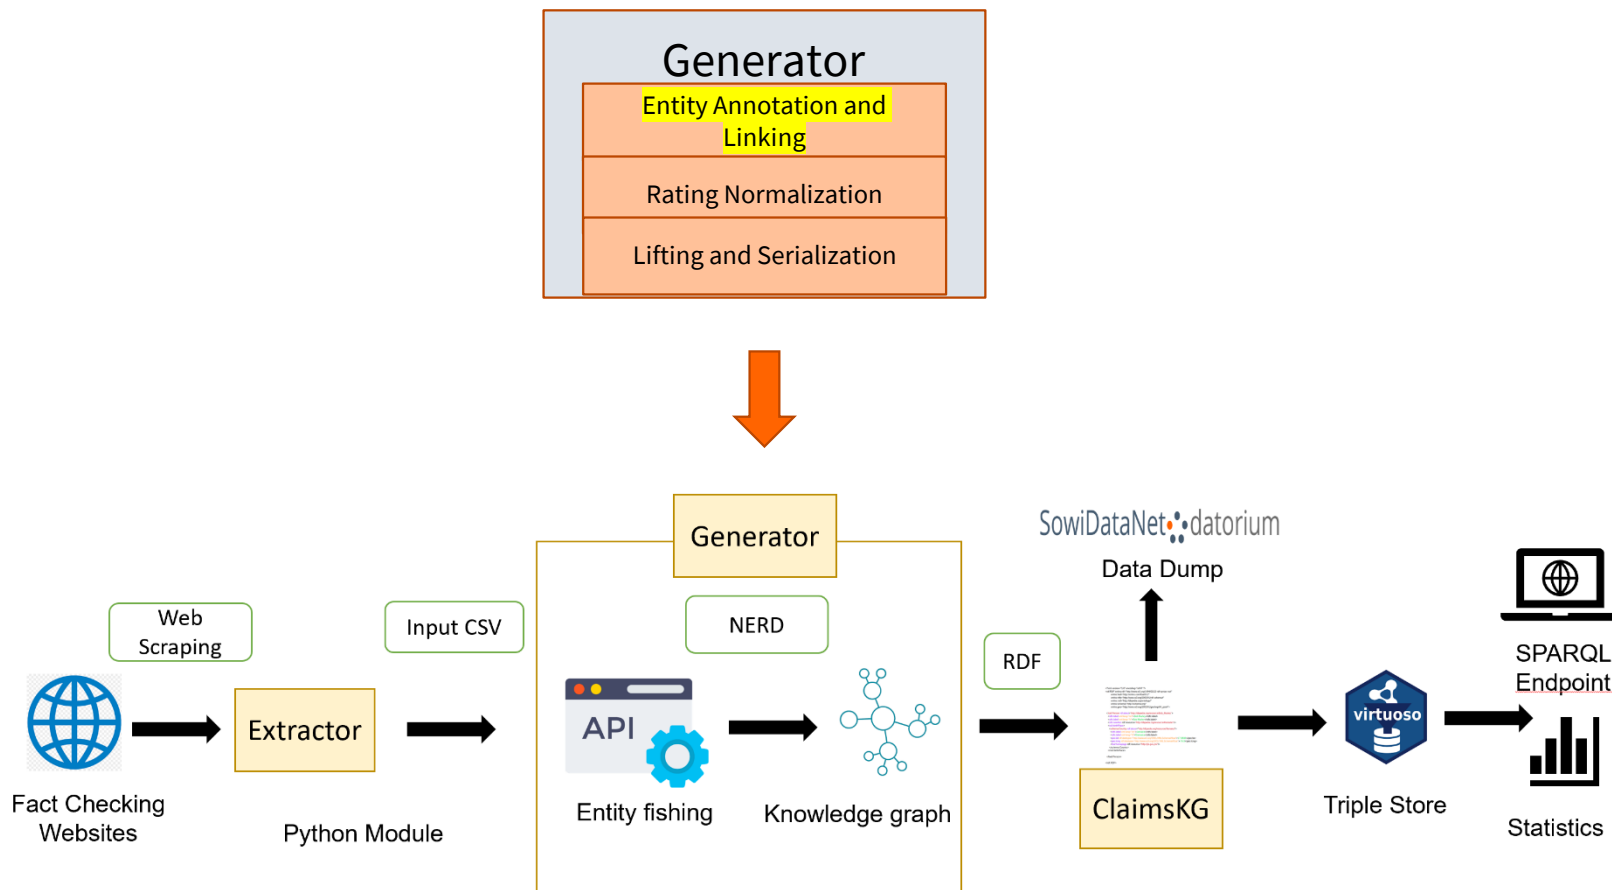 Generator
Entity Annotation and
Linking
Rating Normalization
Lifting and Serialization
Generator
SowiDataNet datorium
Data Dump
Web
Scraping
Input CSV
NERD
RDF
SPARQL
Endpoint
API
virtuoso
Extractor
Fact Checking
Websites
Python Module
Entity fishing
Knowledge graph
ClaimsKG
Triple Store
Statistics